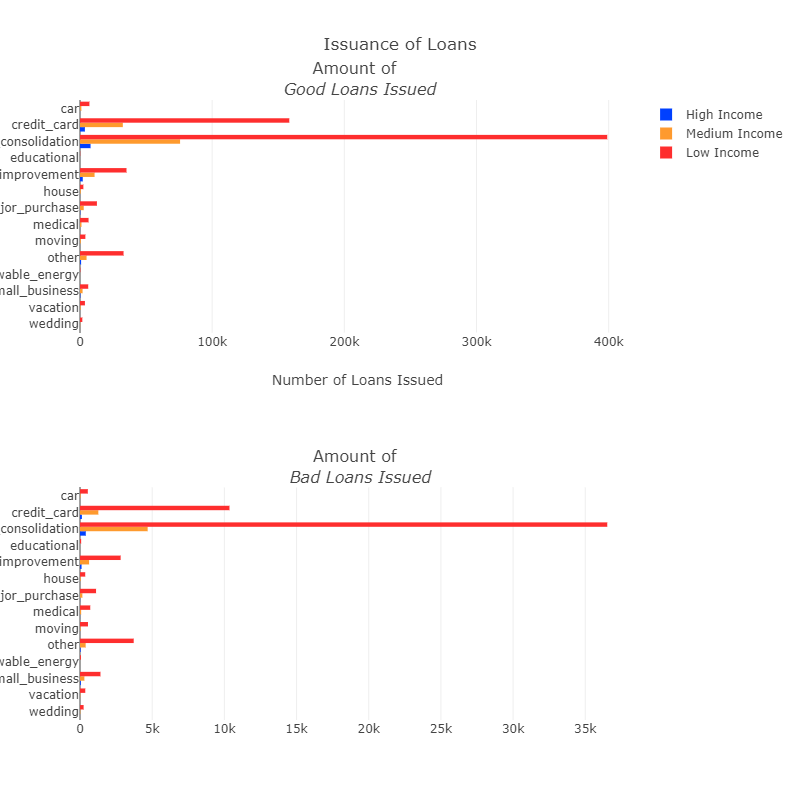 Issuance of Loans
Amount of
Good Loans Issued
car
credit_card
consolidation
educational
improvement
house
jor_purchase
medical
moving
other
wable_energy
mall_business
vacation
wedding
0 100k 200k 300k 400k
Number of Loans Issued
High Income
Medium Income
Low Income
Amount of
Bad Loans Issued
car
credit_card
consolidation
educational
improvement
house
jor_purchase
medical
moving
other
wable_energy
mall_business
vacation
wedding
0 5k 10k 15k 20k 25k 30k 35k